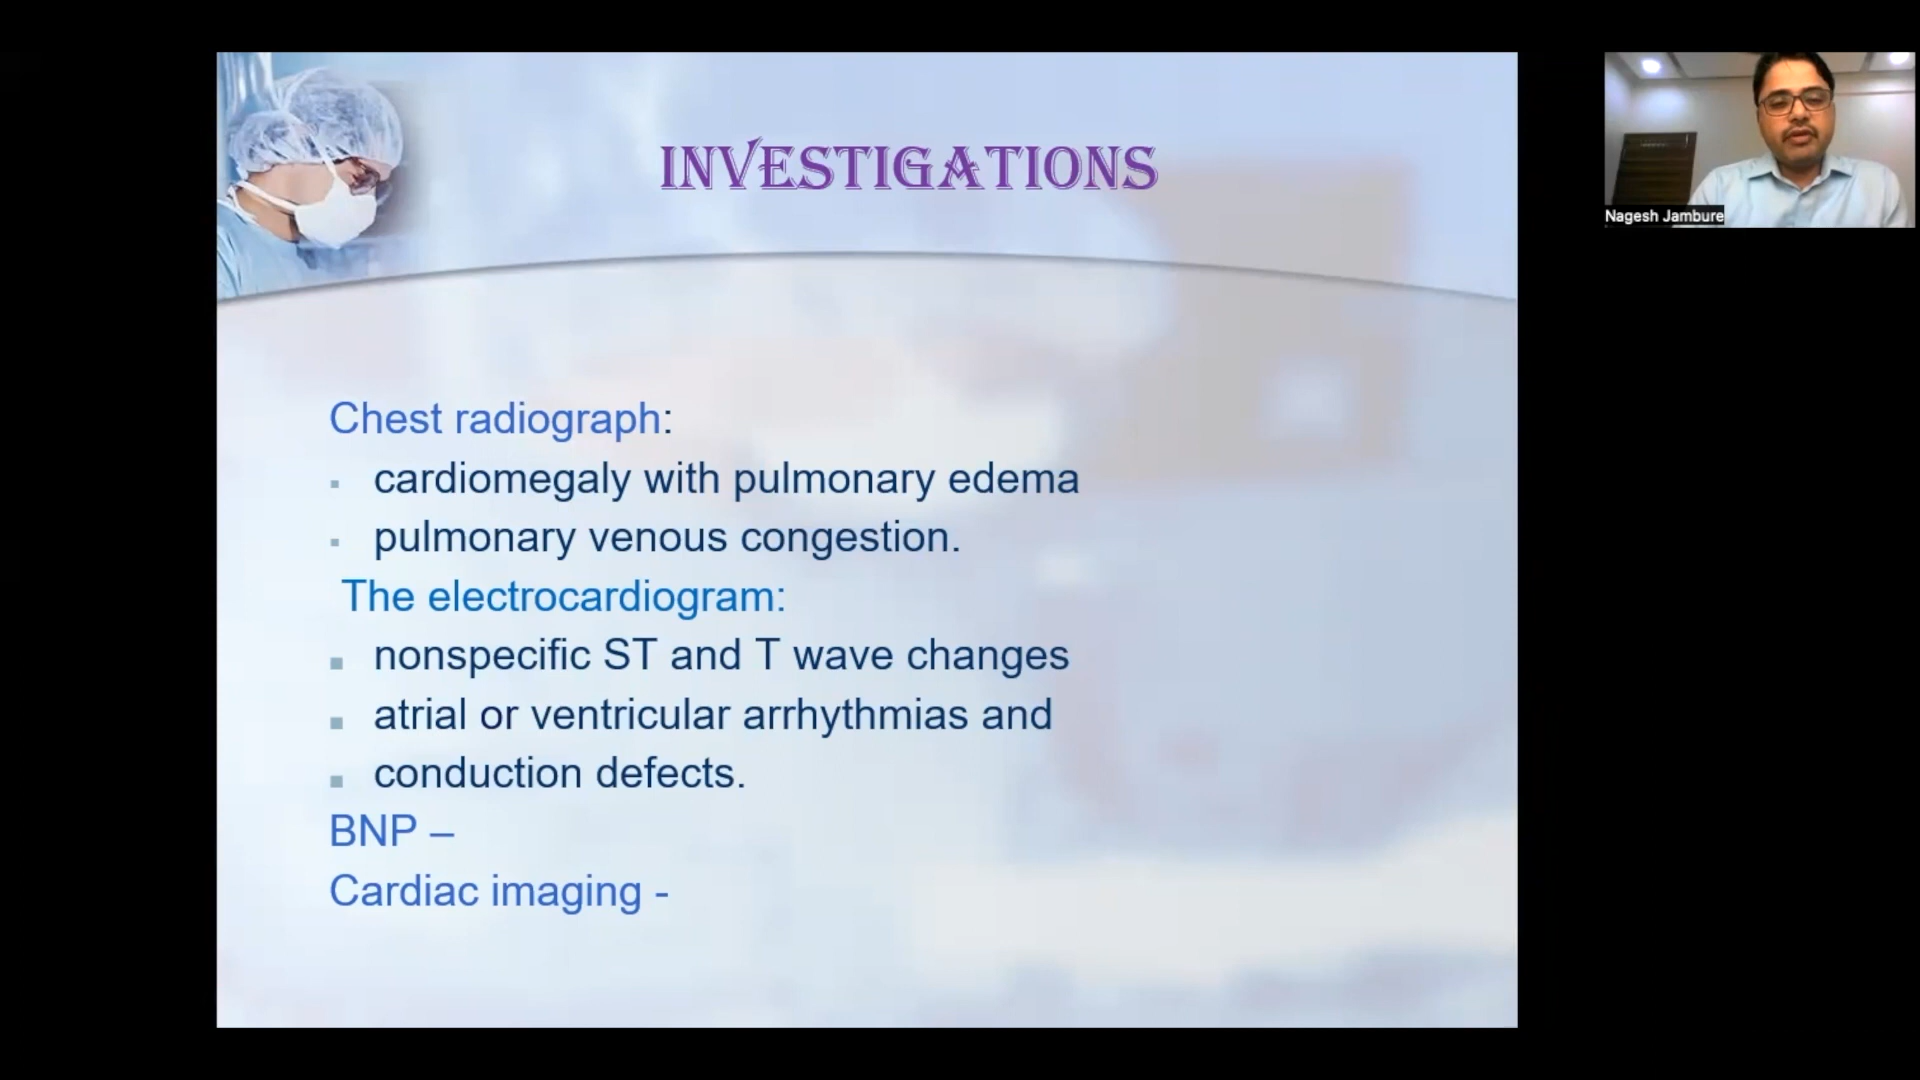 INVESTIGATIONS
Nagesh Jambure
Chest radiograph:
▪ cardiomegaly with pulmonary edema
▪ pulmonary venous congestion.
The electrocardiogram:
■ nonspecific ST and T wave changes
■ atrial or ventricular arrhythmias and
■ conduction defects.
BNP –
Cardiac imaging -